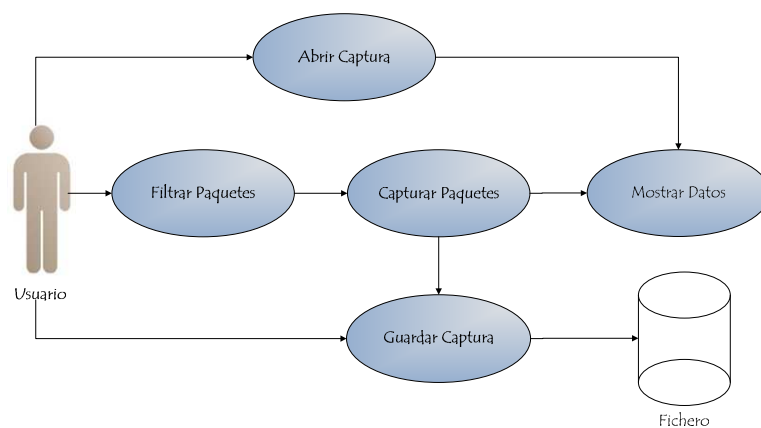 Abrir Captura
Filtrar Paquetes
Capturar Paquetes
Mostrar Datos
Usuario
Guardar Captura
Fichero